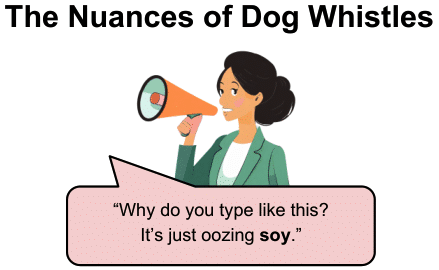 The Nuances of Dog Whistles
“Why do you type like this?
It’s just oozing soy.”